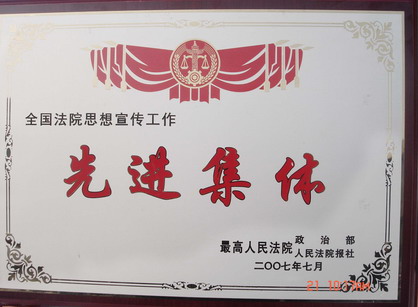 全国法院思想宣传工作
先进集体
最高人民法院 政治部
人民法院报社
二〇〇七年七月